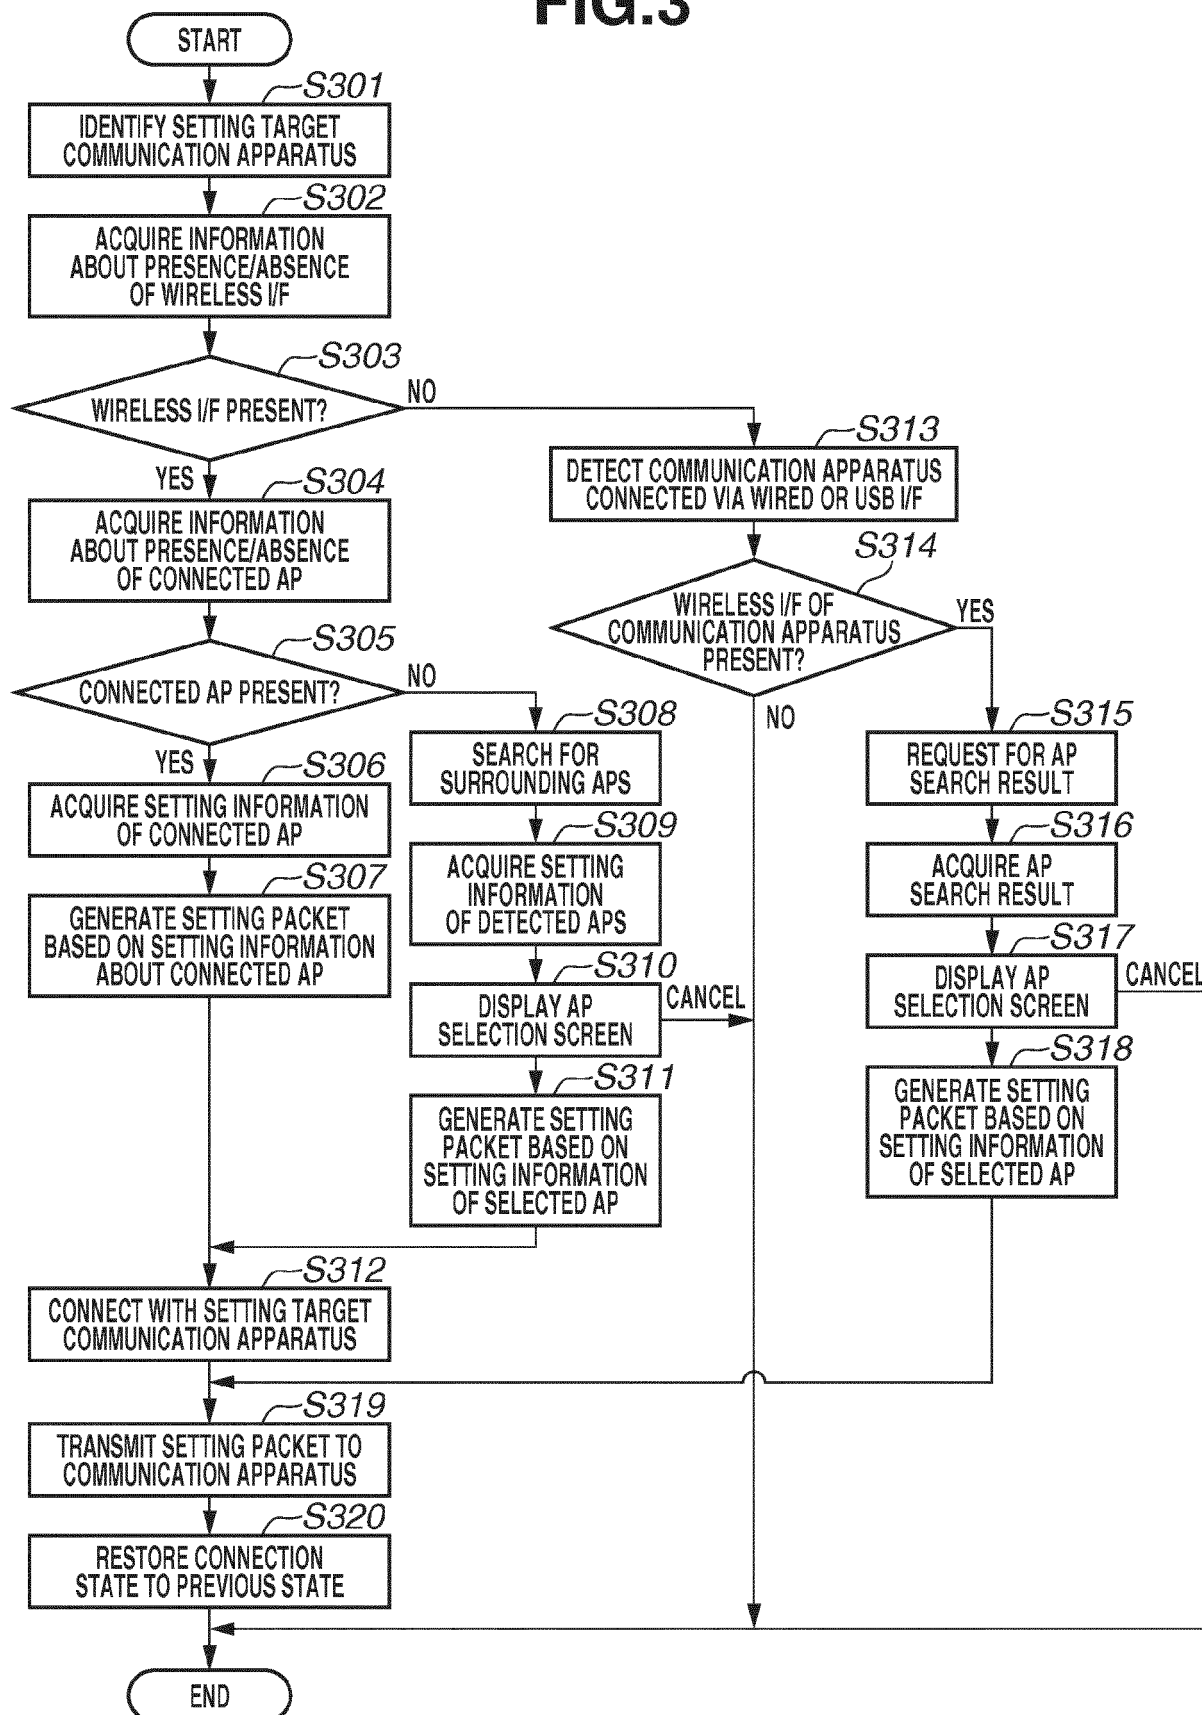 FIG.3
START
S301
IDENTIFY SETTING TARGET
COMMUNICATION APPARATUS
S302
ACQUIRE INFORMATION
ABOUT PRESENCE/ABSENCE
OF WIRELESS I/F
S303
WIRELESS I/F PRESENT?
NO
YES
S304
ACQUIRE INFORMATION
ABOUT PRESENCE/ABSENCE
OF CONNECTED AP
S305
CONNECTED AP PRESENT?
NO
YES
S306
ACQUIRE SETTING INFORMATION
OF CONNECTED AP
S307
GENERATE SETTING PACKET
BASED ON SETTING INFORMATION
ABOUT CONNECTED AP
S308
SEARCH FOR
SURROUNDING APS
S309
ACQUIRE SETTING
INFORMATION
OF DETECTED APS
S310
DISPLAY AP
SELECTION SCREEN
CANCEL
S311
GENERATE SETTING
PACKET BASED ON
SETTING INFORMATION
OF SELECTED AP
S312
CONNECT WITH SETTING TARGET
COMMUNICATION APPARATUS
S313
DETECT COMMUNICATION APPARATUS
CONNECTED VIA WIRED OR USB I/F
S314
WIRELESS I/F OF
COMMUNICATION APPARATUS
PRESENT?
YES
NO
S315
REQUEST FOR AP
SEARCH RESULT
S316
ACQUIRE AP
SEARCH RESULT
S317
DISPLAY AP
SELECTION SCREEN
CANCEL
S318
GENERATE SETTING
PACKET BASED ON
SETTING INFORMATION
OF SELECTED AP
S319
TRANSMIT SETTING PACKET TO
COMMUNICATION APPARATUS
S320
RESTORE CONNECTION
STATE TO PREVIOUS STATE
END